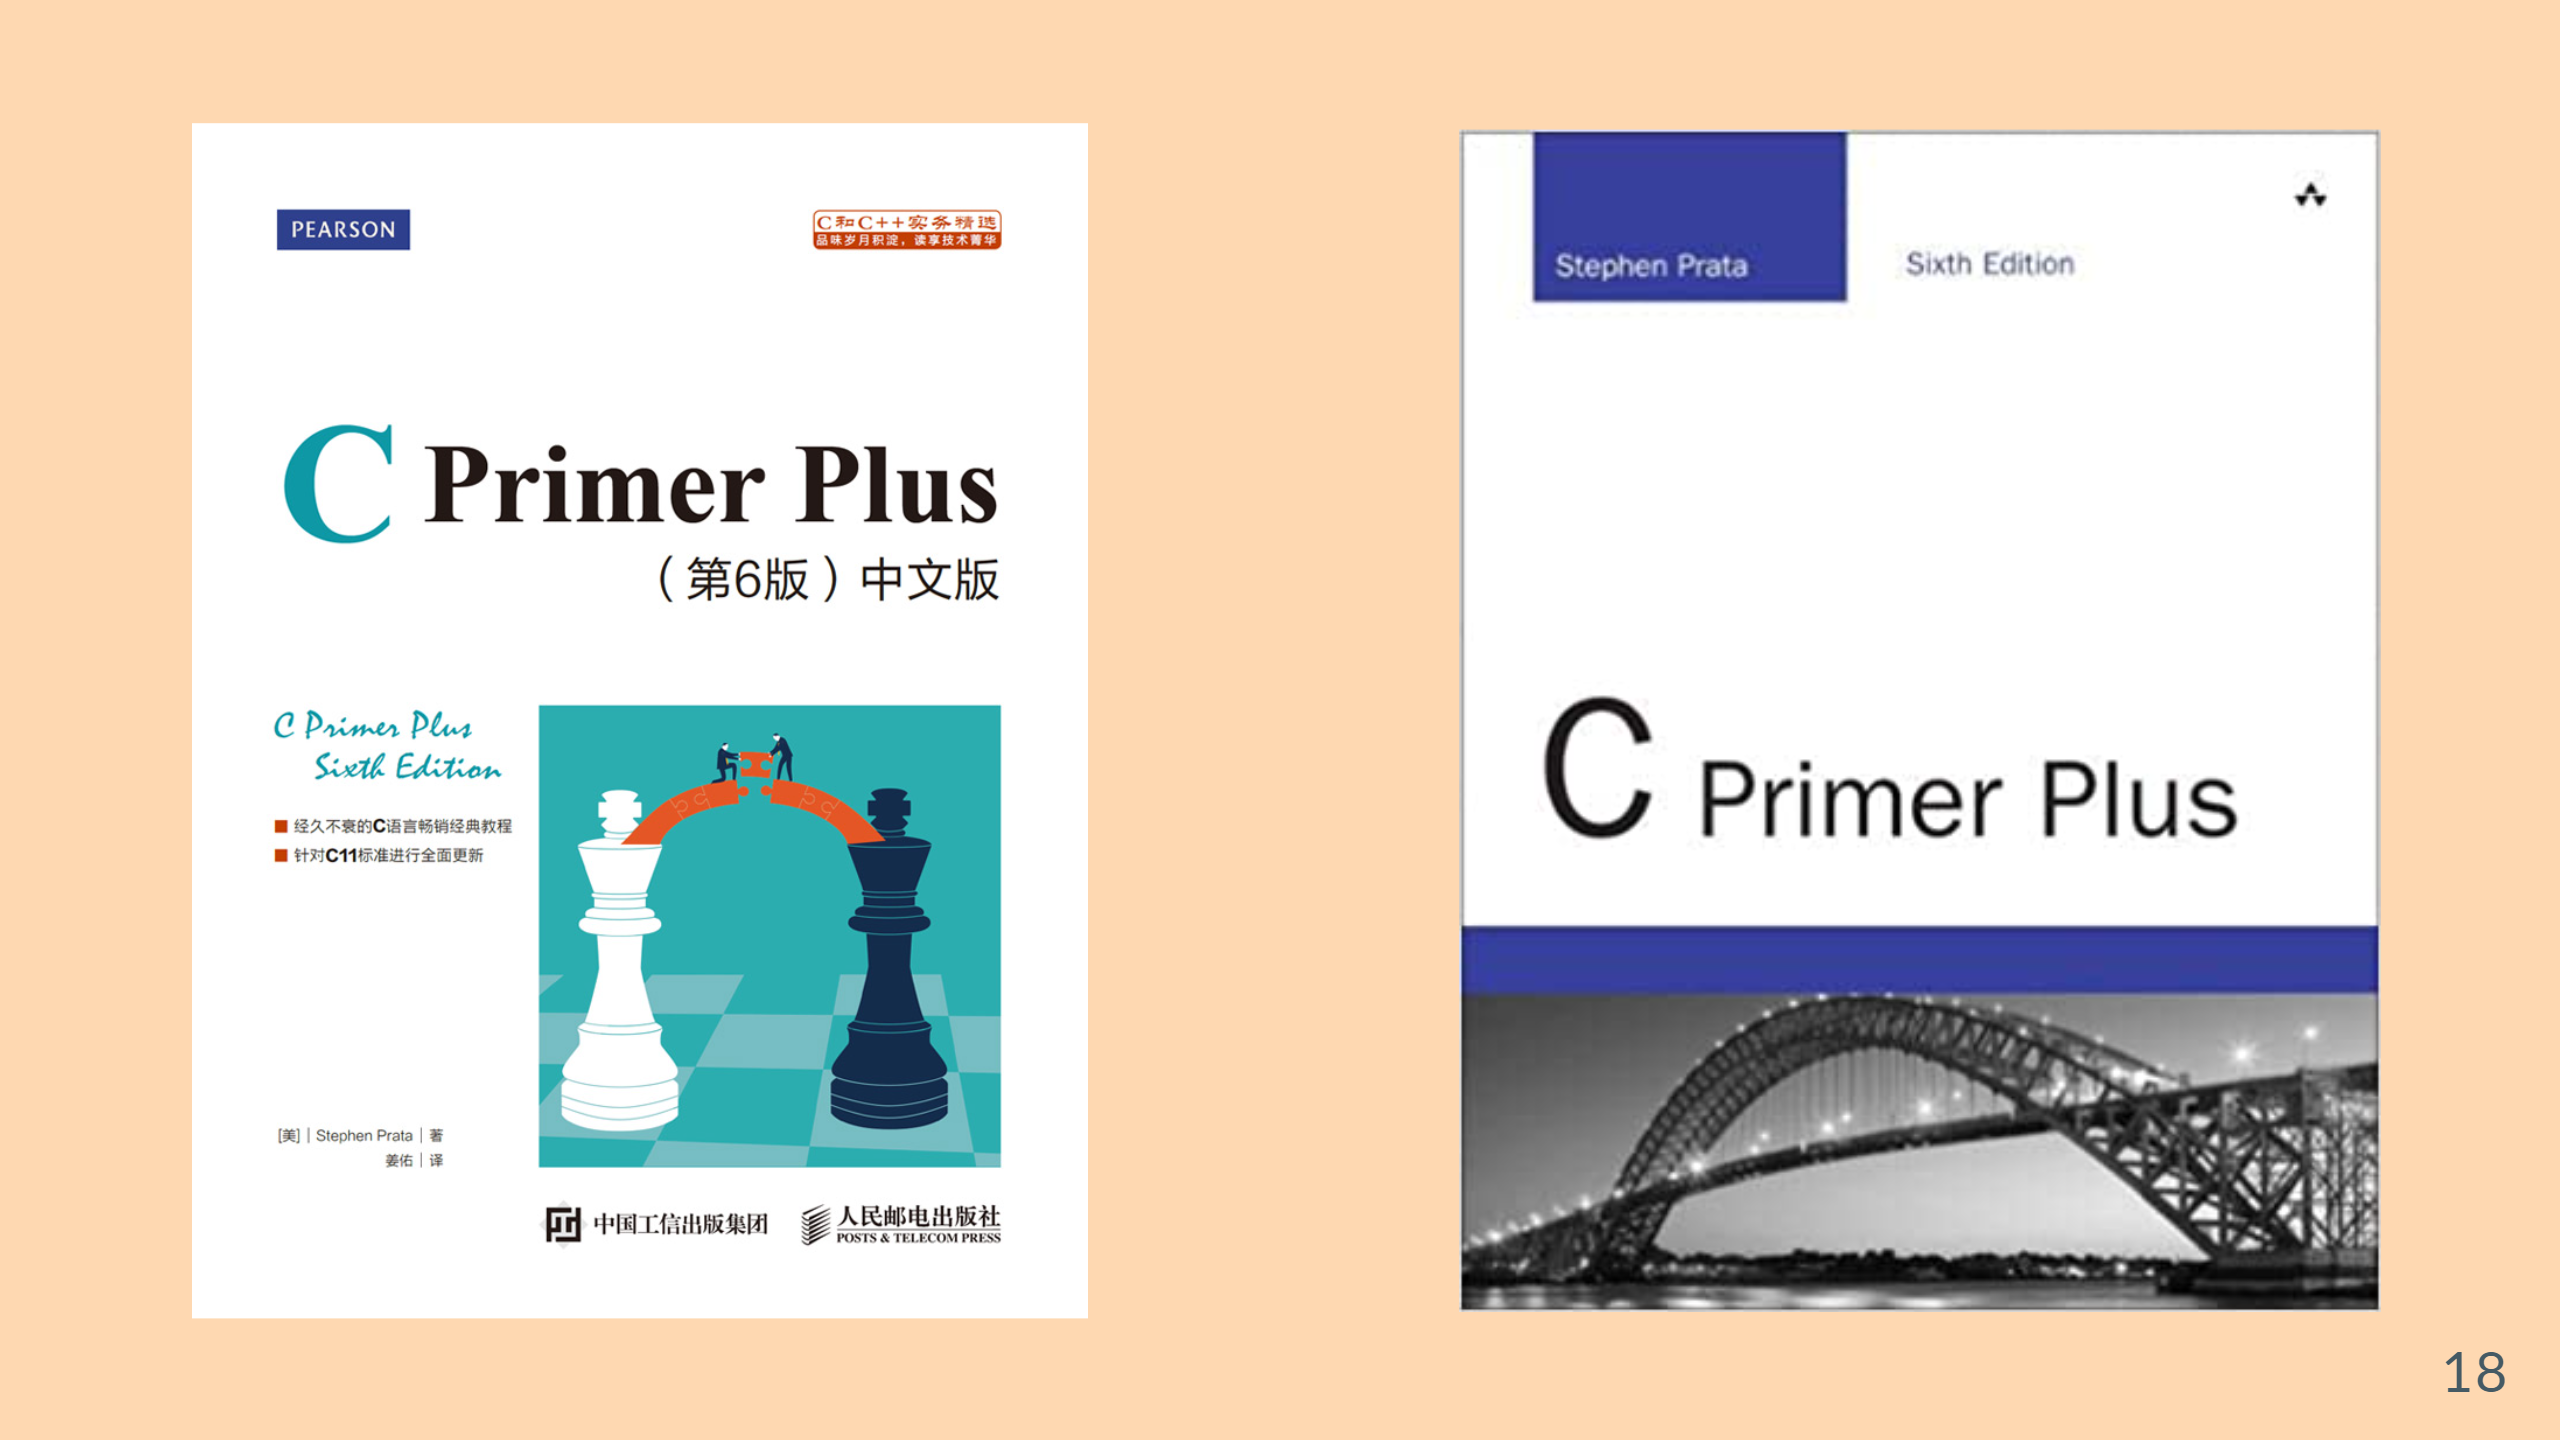 PEARSON
C和C++实务精选
品味岁月积淀，读享技术菁华
C Primer Plus
（第6版）中文版
C Primer Plus
Sixth Edition
经久不衰的C语言畅销经典教程
针对C11标准进行全面更新
[美] | Stephen Prata | 著
姜佑 | 译
中国工信出版集团
人民邮电出版社
POSTS & TELECOM PRESS
Stephen Prata
Sixth Edition
C Primer Plus
18